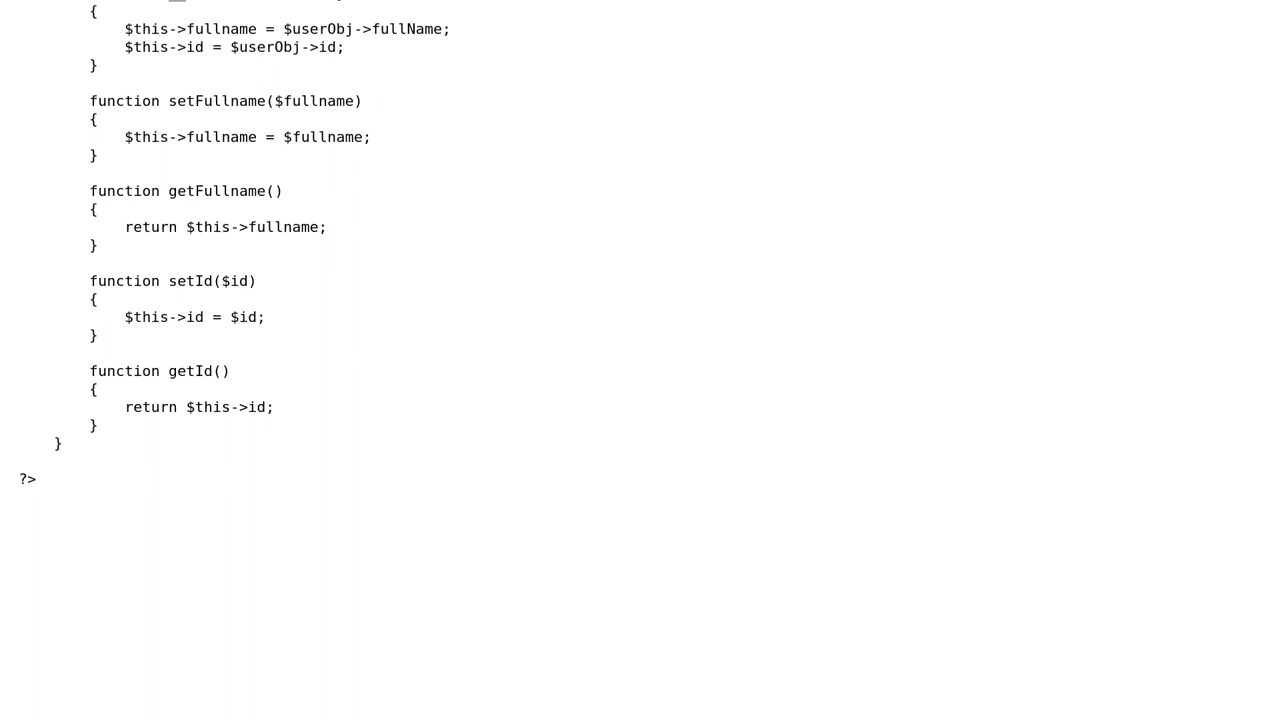 {
$this->fullname = $userObj->fullName;
$this->id = $userObj->id;
}
function setFullname($fullname)
{
$this->fullname = $fullname;
}
function getFullname()
{
return $this->fullname;
}
function setId($id)
{
$this->id = $id;
}
function getId()
{
return $this->id;
}
}
?>